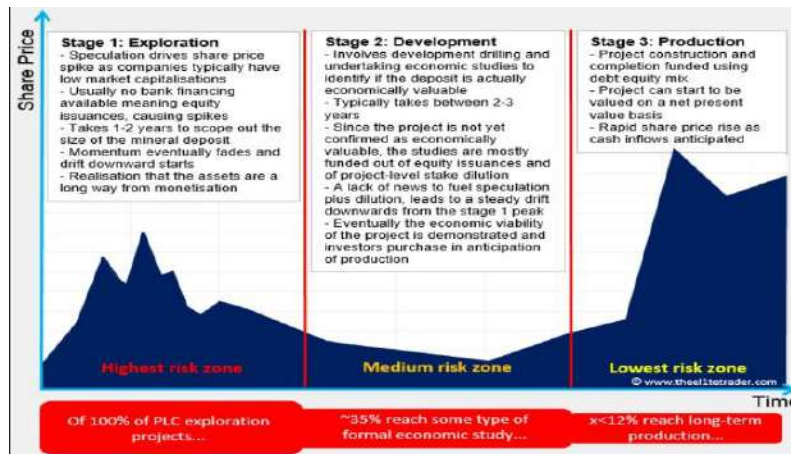 Share Price
Stage 1: Exploration
- Speculation drives share price
spike as companies typically have
low market capitalisations
- Usually no bank financing
available meaning equity
issuances, causing spikes
- Takes 1-2 years to scope out the
size of the mineral deposit
- Momentum eventually fades and
drift downward starts
- Realisation that the assets are a
long way from monetisation
Stage 2: Development
- Involves development drilling and
undertaking economic studies to
identify if the deposit is actually
economically valuable
- Typically takes between 2-3
years
- Since the project is not yet
confirmed as economically
valuable, the studies are mostly
funded out of equity issuances and
of project-level stake dilution
- A lack of news to fuel speculation
plus dilution, leads to a steady drift
downwards from the stage 1 peak
- Eventually the economic viability
of the project is demonstrated and
investors purchase in anticipation
of production
Stage 3: Production
- Project construction and
completion funded using
debt equity mix
- Project can start to be
valued on a net present
value basis
- Rapid share price rise as
cash inflows anticipated
Highest risk zone
Medium risk zone
Lowest risk zone
© www.theel1tetrader.com
Time
Of 100% of PLC exploration
projects...
~35% reach some type of
formal economic study...
x<12% reach long-term
production...